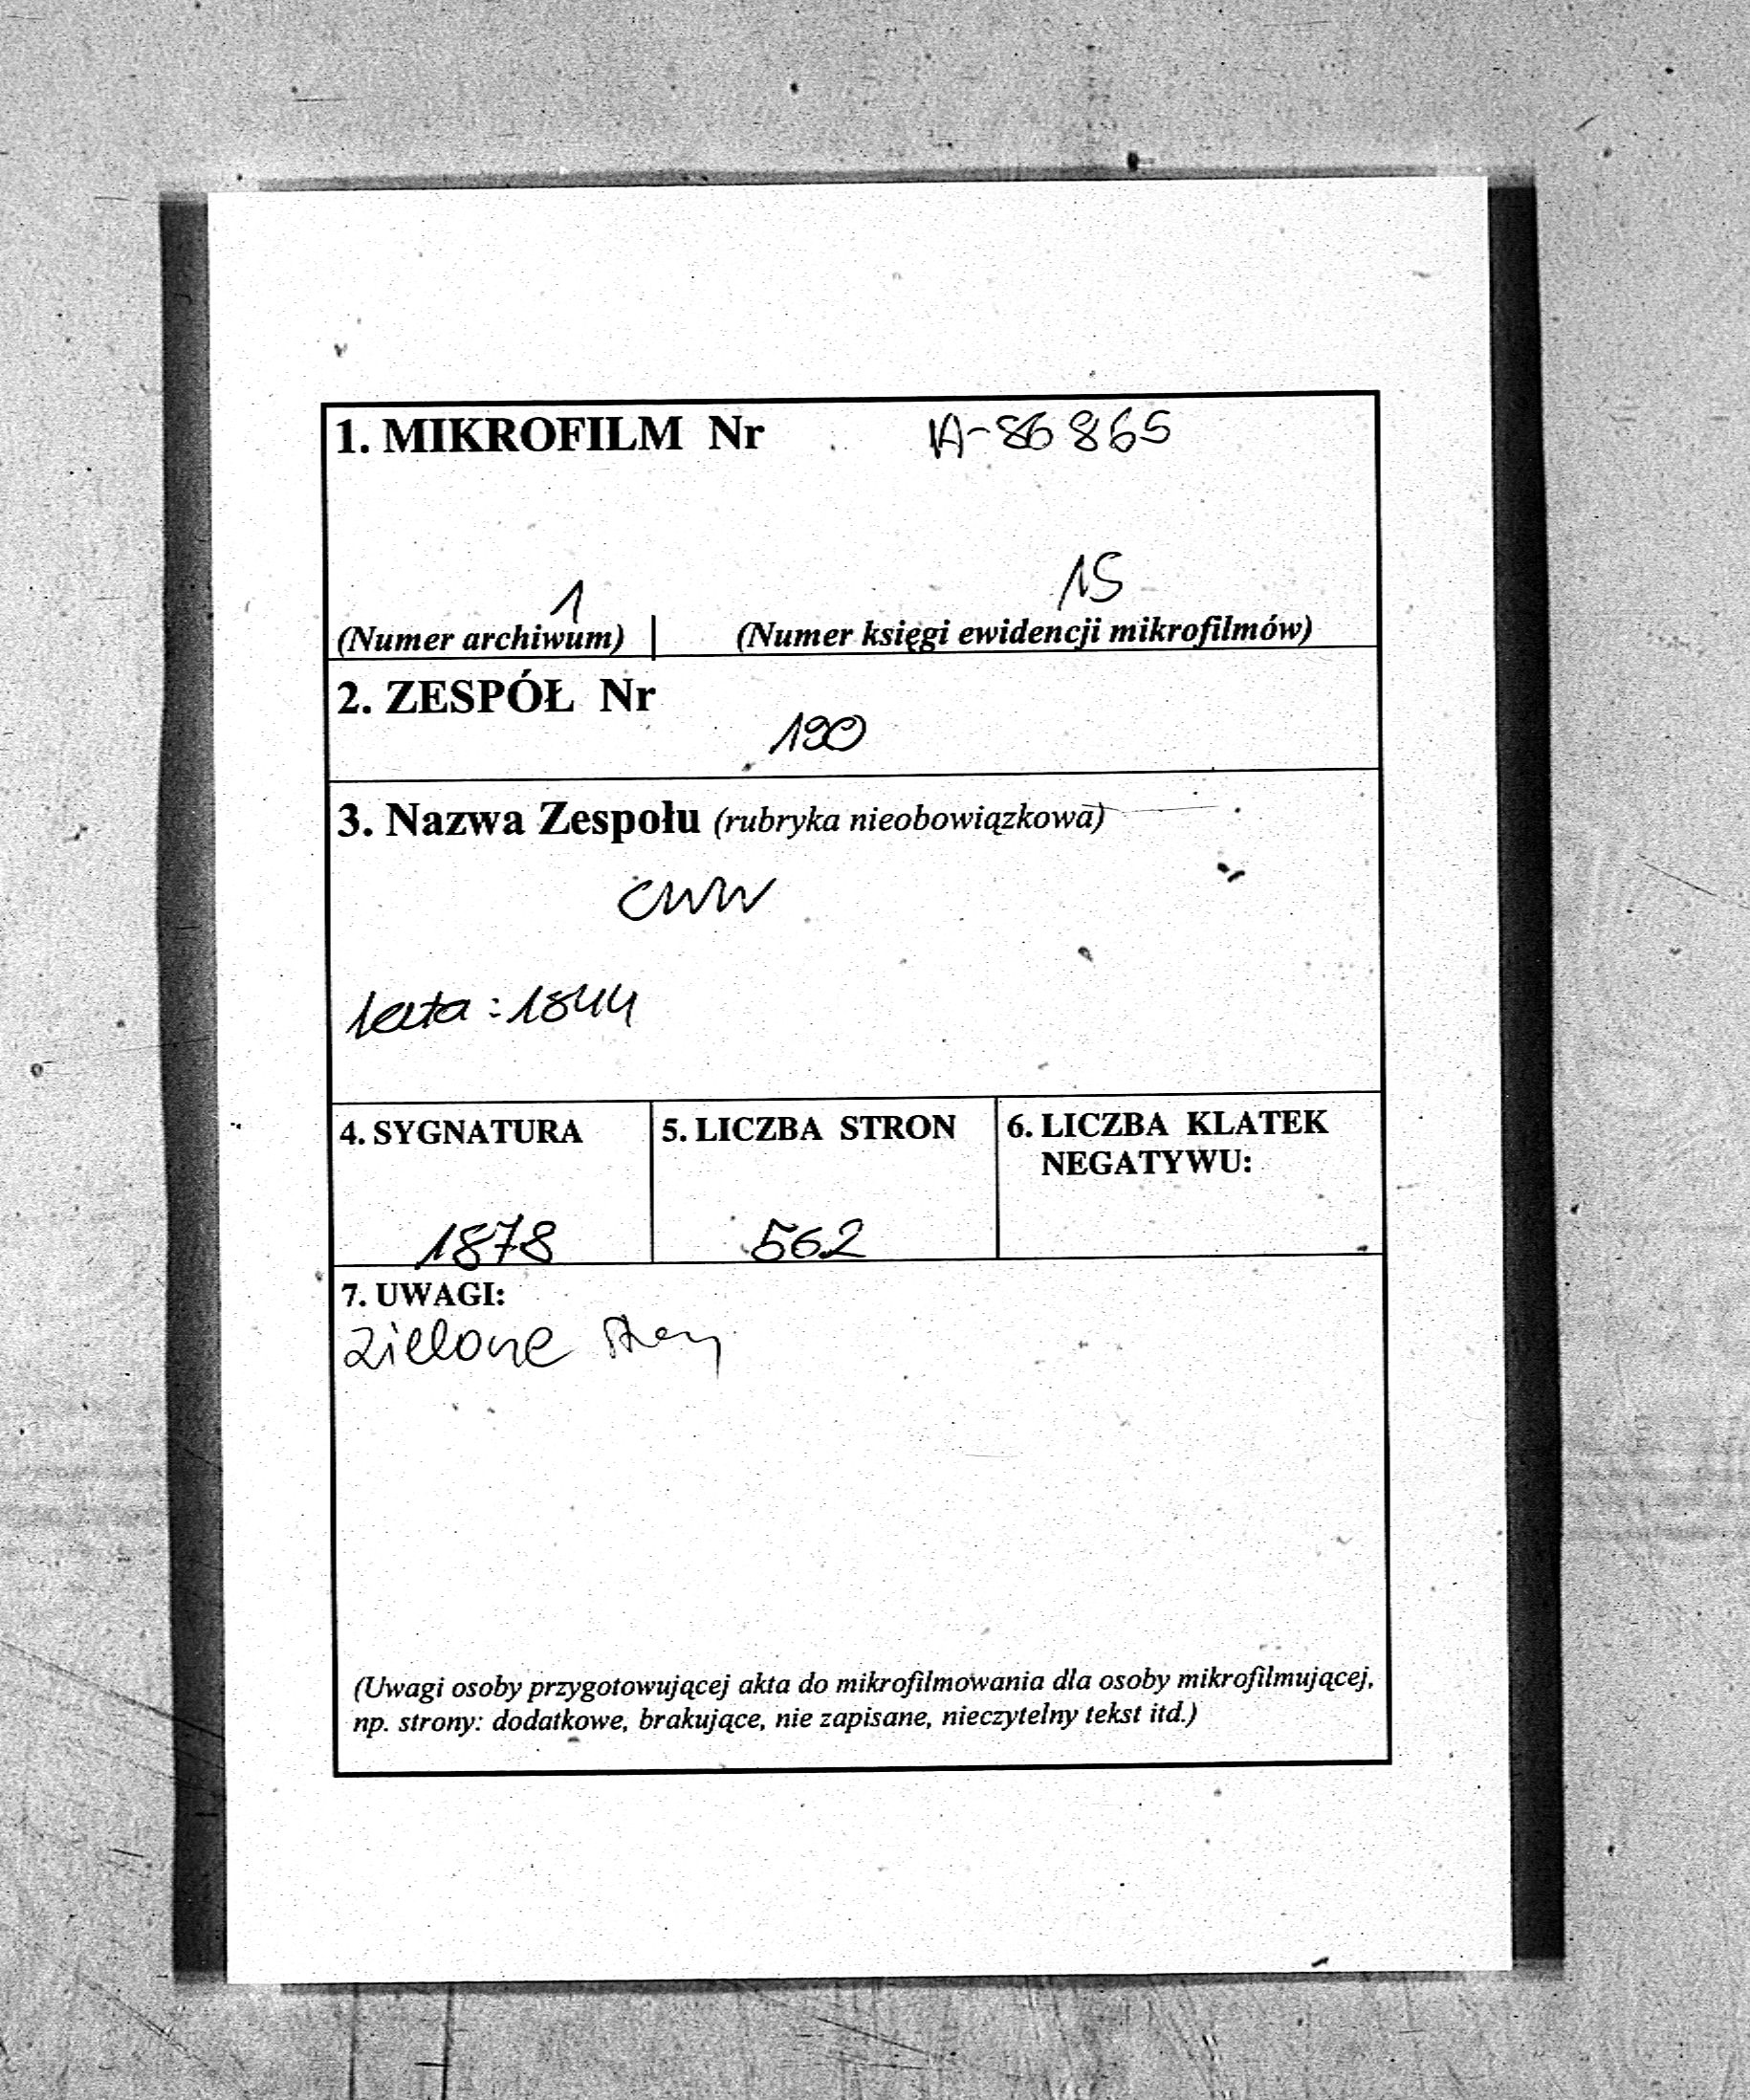 1. MIKROFILM Nr A-86865
1 15
(Numer archiwum) | (Numer księgi ewidencji mikrofilmów)
2. ZESPÓŁ Nr
190
3. Nazwa Zespołu (rubryka nieobowiązkowa)
CWW
lata : 1844
4. SYGNATURA 5. LICZBA STRON 6. LICZBA KLATEK
NEGATYWU:
1878 562
7. UWAGI:
zielone
(Uwagi osoby przygotowującej akta do mikrofilmowania dla osoby mikrofilmującej,
np. strony: dodatkowe, brakujące, nie zapisane, nieczytelny tekst itd.)